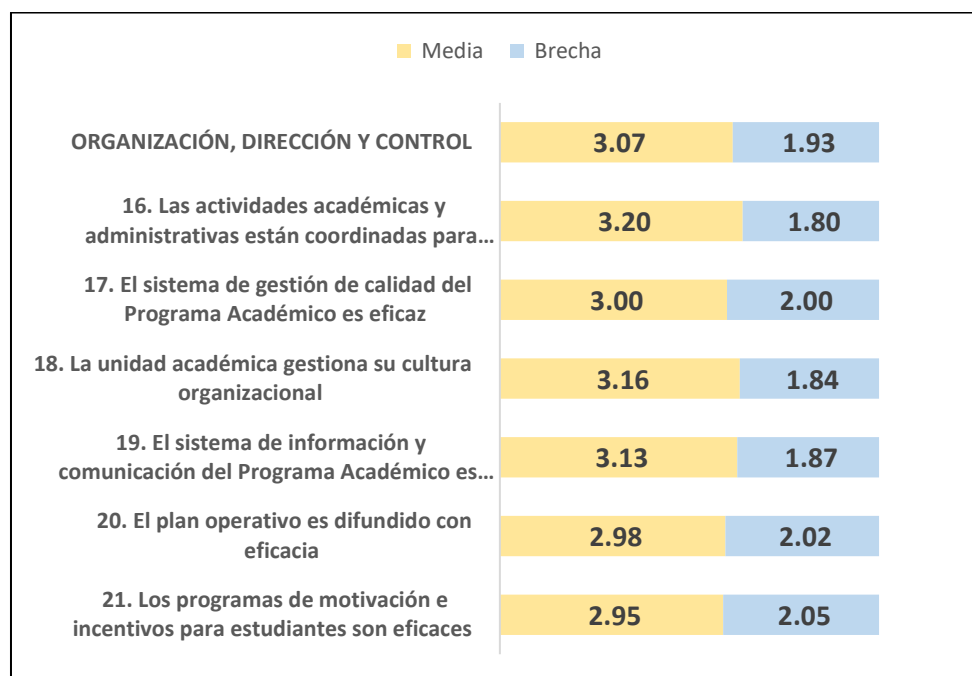 Media Brecha
ORGANIZACIÓN, DIRECCIÓN Y CONTROL 3.07 1.93
16. Las actividades académicas y
administrativas están coordinadas para... 3.20 1.80
17. El sistema de gestión de calidad del
Programa Académico es eficaz 3.00 2.00
18. La unidad académica gestiona su cultura
organizacional 3.16 1.84
19. El sistema de información y
comunicación del Programa Académico es... 3.13 1.87
20. El plan operativo es difundido con
eficacia 2.98 2.02
21. Los programas de motivación e
incentivos para estudiantes son eficaces 2.95 2.05